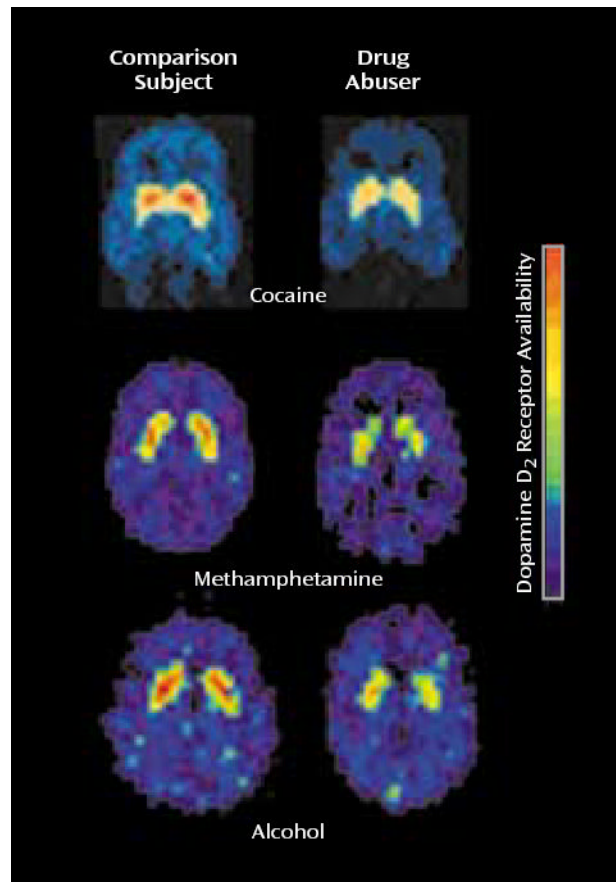 Comparison
Subject
Drug
Abuser
Cocaine
Methamphetamine
Alcohol
Dopamine D₂ Receptor Availability